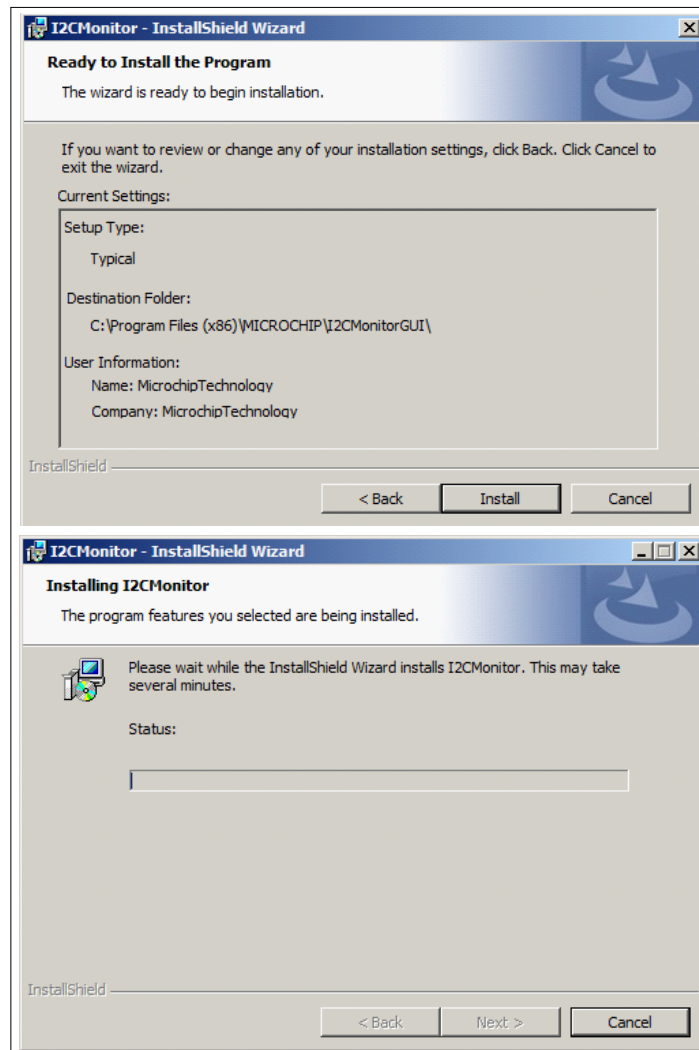 I2CMonitor - InstallShield Wizard
Ready to Install the Program
The wizard is ready to begin installation.
If you want to review or change any of your installation settings, click Back. Click Cancel to
exit the wizard.
Current Settings:
Setup Type:
Typical
Destination Folder:
C:\Program Files (x86)\MICROCHIP\I2CMonitorGUI\
User Information:
Name: MicrochipTechnology
Company: MicrochipTechnology
InstallShield
< Back Install Cancel
I2CMonitor - InstallShield Wizard
Installing I2CMonitor
The program features you selected are being installed.
Please wait while the InstallShield Wizard installs I2CMonitor. This may take
several minutes.
Status:
InstallShield
< Back Next > Cancel